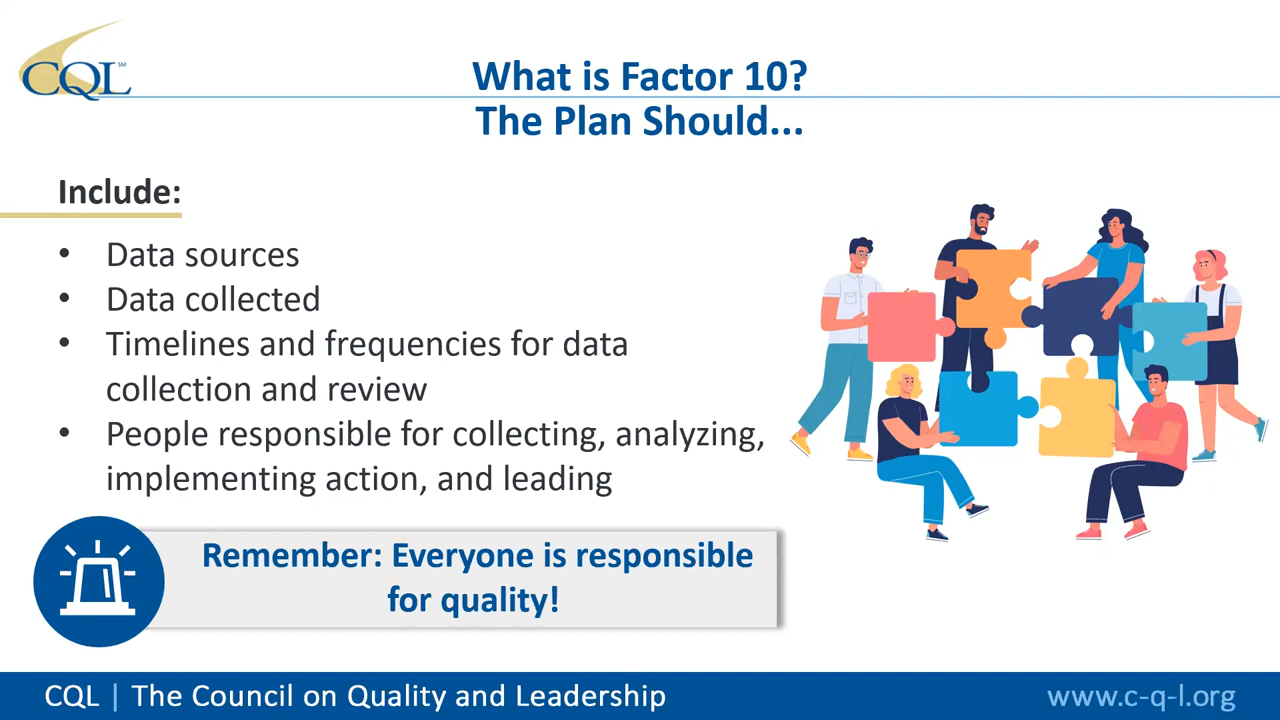 CQL SM
What is Factor 10?
The Plan Should...
Include:
• Data sources
• Data collected
• Timelines and frequencies for data
collection and review
• People responsible for collecting, analyzing,
implementing action, and leading
Remember: Everyone is responsible
for quality!
CQL | The Council on Quality and Leadership
www.c-q-l.org